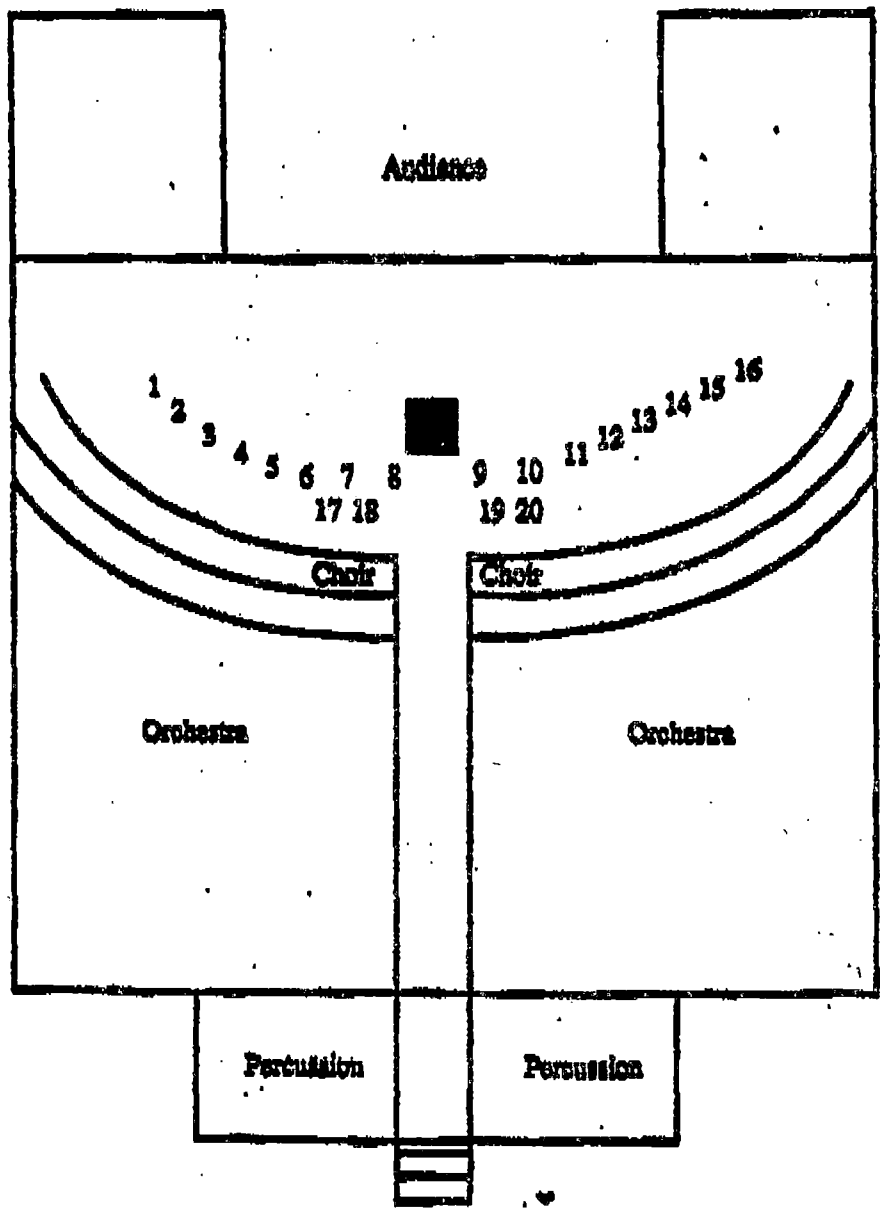 Audience
1 2 3 4 5 6 7 8 9 10 11 12 13 14 15 16
17 18 19 20
Choir Choir
Orchestra Orchestra
Percussion Percussion